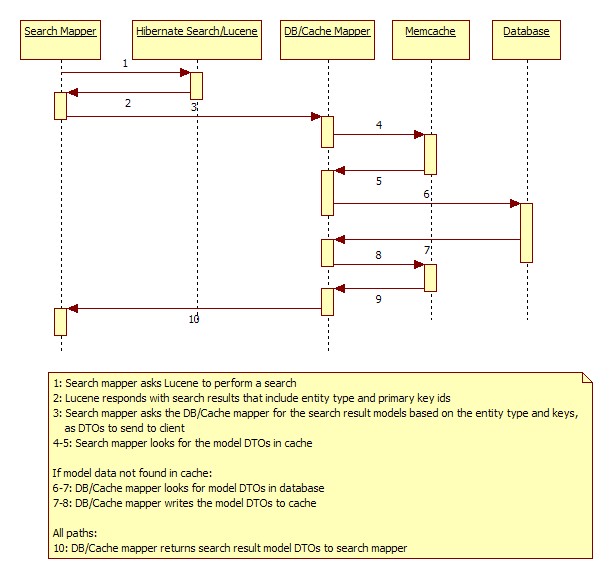 Search Mapper
Hibernate Search/Lucene
DB/Cache Mapper
Memcache
Database
1
2
3
4
5
6
7
8
9
10
1: Search mapper asks Lucene to perform a search
2: Lucene responds with search results that include entity type and primary key ids
3: Search mapper asks the DB/Cache mapper for the search result models based on the entity type and keys,
as DTOs to send to client
4-5: Search mapper looks for the model DTOs in cache
If model data not found in cache:
6-7: DB/Cache mapper looks for model DTOs in database
7-8: DB/Cache mapper writes the model DTOs to cache
All paths:
10: DB/Cache mapper returns search result model DTOs to search mapper